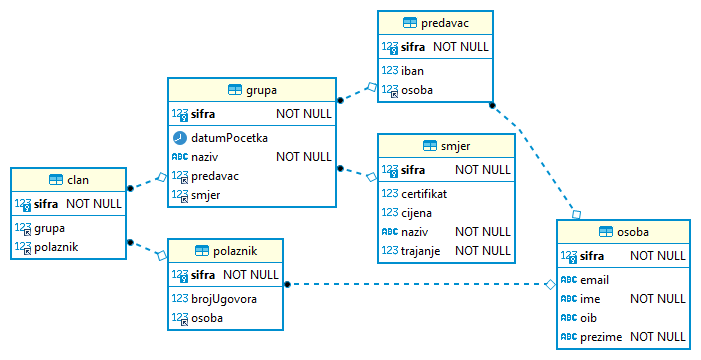 predavac
123 sifra NOT NULL
123 iban
123 osoba
grupa
123 sifra NOT NULL
datumPocetka
ABC naziv NOT NULL
123 predavac
123 smjer
smjer
123 sifra NOT NULL
123 certifikat
123 cijena
ABC naziv NOT NULL
123 trajanje NOT NULL
clan
123 sifra NOT NULL
123 grupa
123 polaznik
polaznik
123 sifra NOT NULL
123 brojUgovora
123 osoba
osoba
123 sifra NOT NULL
ABC email
ABC ime NOT NULL
ABC oib
ABC prezime NOT NULL